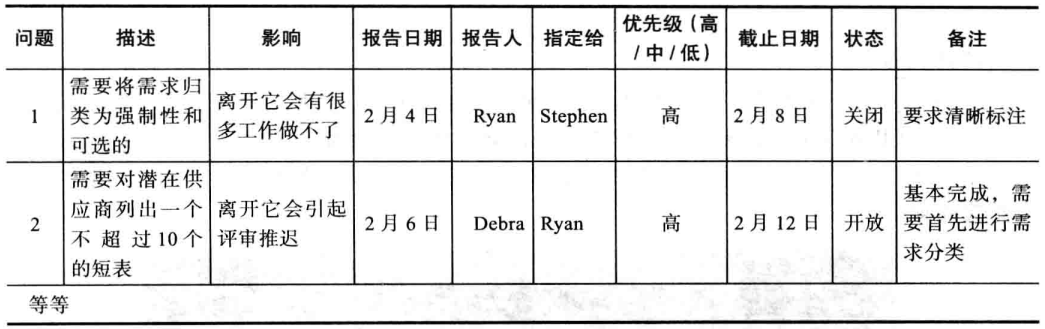 问题 描述 影响 报告日期 报告人 指定给 优先级（高/中/低） 截止日期 状态 备注
1 需要将需求归类为强制性和可选的 离开它会有很多工作做不了 2月4日 Ryan Stephen 高 2月8日 关闭 要求清晰标注
2 需要对潜在供应商列出一个不超过10个的短表 离开它会引起评审推迟 2月6日 Debra Ryan 高 2月12日 开放 基本完成，需要首先进行需求分类
等等